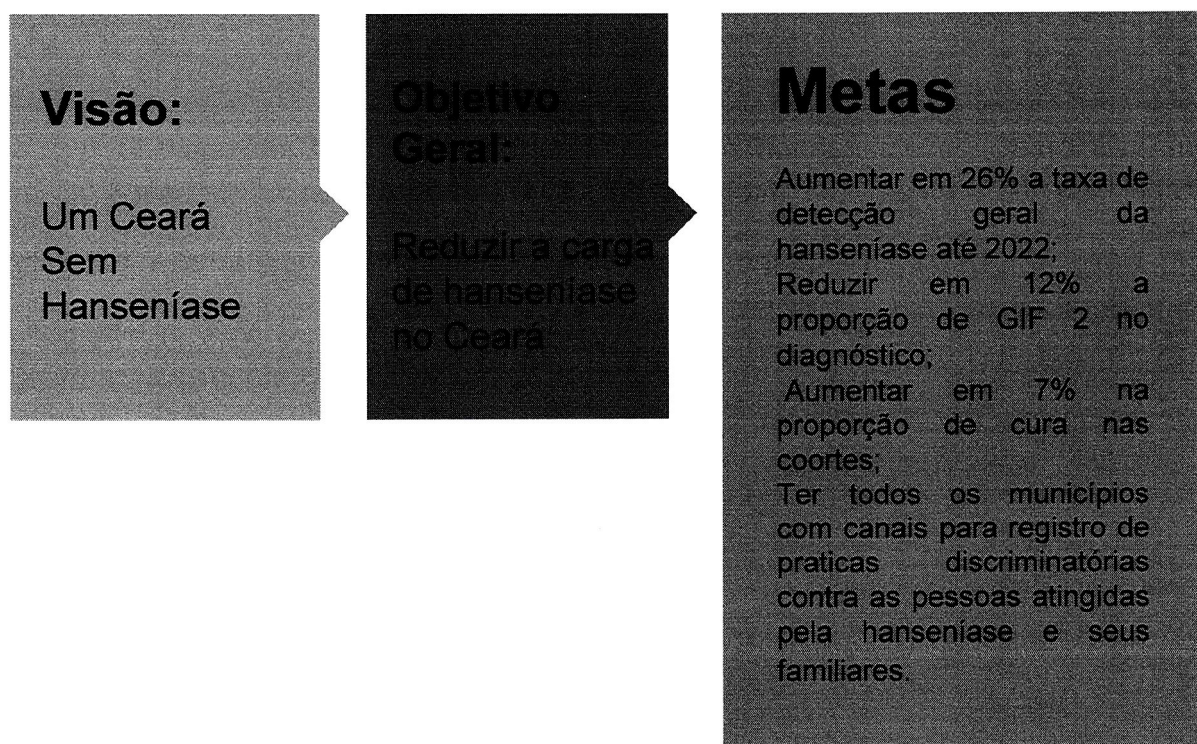 Visão:
Um Ceará
Sem
Hanseníase
Objetivo
Geral:
Reduzir a carga
de hanseníase
no Ceará
Metas
Aumentar em 26% a taxa de
detecção geral da
hanseníase até 2022;
Reduzir em 12% a
proporção de GIF 2 no
diagnóstico;
Aumentar em 7% na
proporção de cura nas
coortes;
Ter todos os municípios
com canais para registro de
praticas discriminatórias
contra as pessoas atingidas
pela hanseníase e seus
familiares.